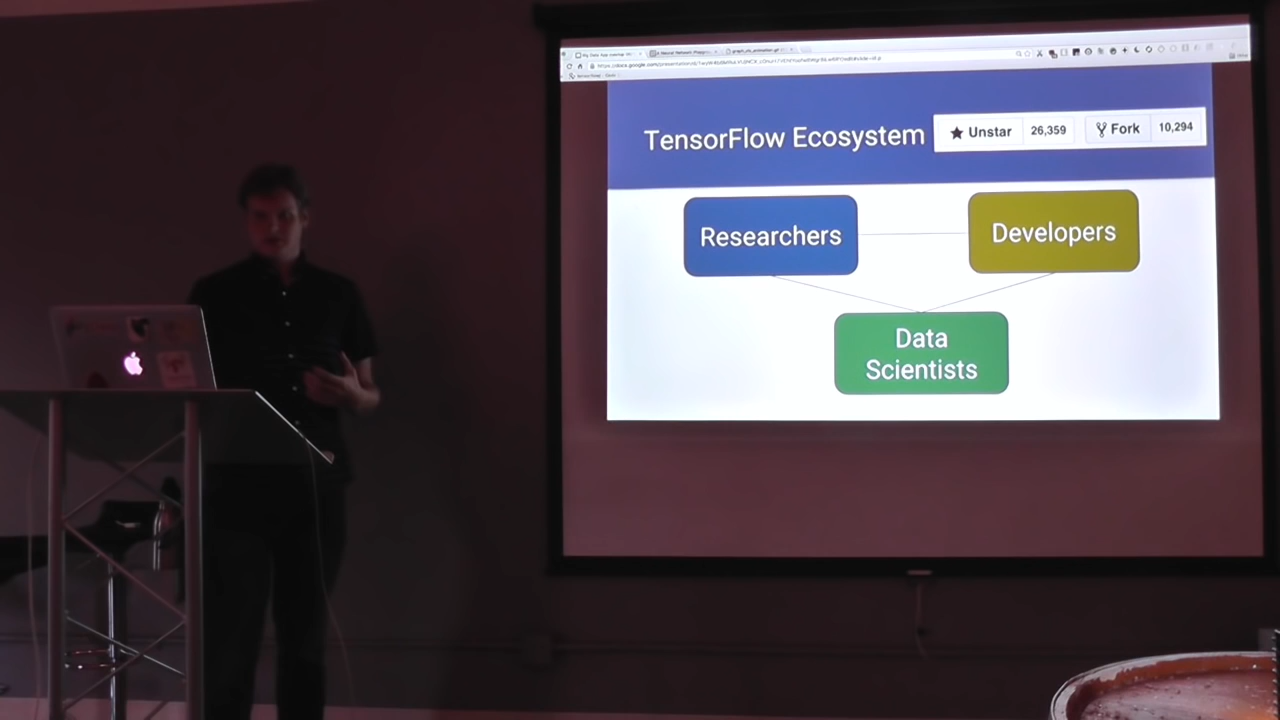 TensorFlow Ecosystem
Unstar 26,359 Fork 10,294
Researchers
Developers
Data
Scientists